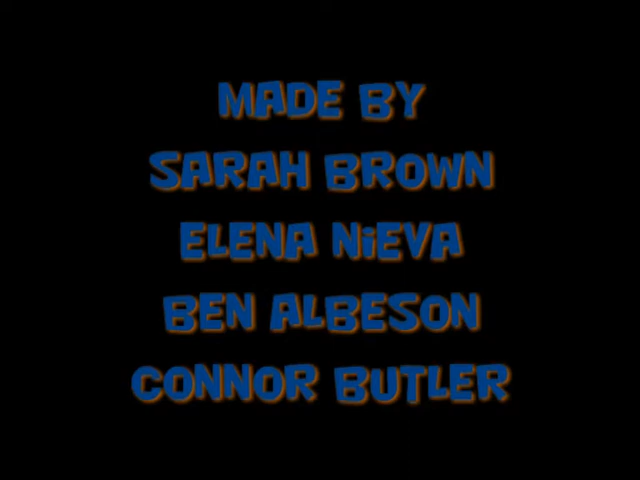 MADE BY
SARAH BROWN
ELENA NiEVA
BEN ALBESON
CONNOR BUTLER